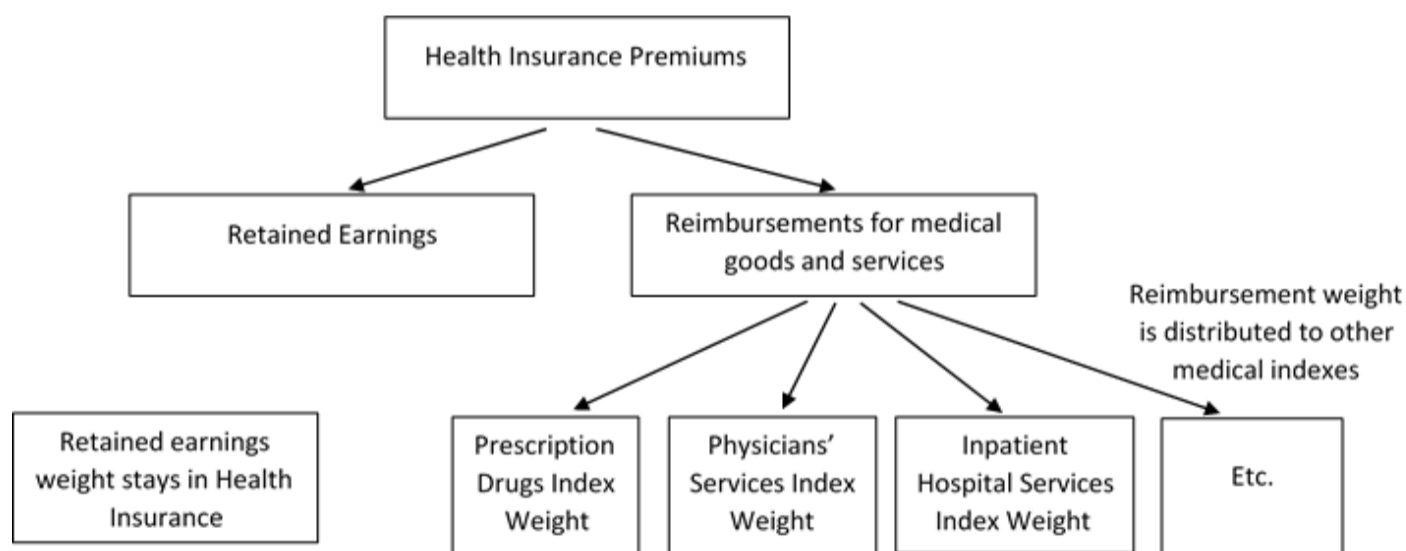 Health Insurance Premiums
Retained Earnings
Reimbursements for medical
goods and services
Reimbursement weight
is distributed to other
medical indexes
Retained earnings
weight stays in Health
Insurance
Prescription
Drugs Index
Weight
Physicians’
Services Index
Weight
Inpatient
Hospital Services
Index Weight
Etc.